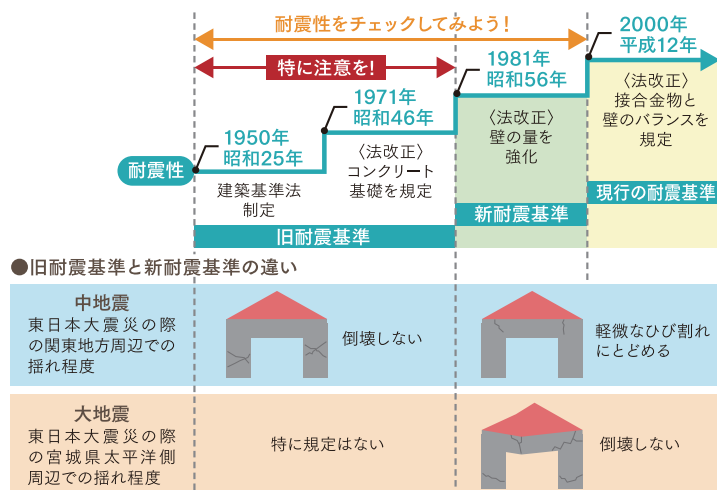 耐震性をチェックしてみよう！
特に注意を！
2000年
平成12年
1981年
昭和56年
1971年
昭和46年
1950年
昭和25年
耐震性
建築基準法
制定
〈法改正〉
コンクリート
基礎を規定
〈法改正〉
壁の量を
強化
〈法改正〉
接合金物と
壁のバランスを
規定
旧耐震基準
新耐震基準
現行の耐震基準
●旧耐震基準と新耐震基準の違い
中地震
東日本大震災の際
の関東地方周辺での
揺れ程度
倒壊しない
軽微なひび割れ
にとどめる
大地震
東日本大震災の際
の宮城県太平洋側
周辺での揺れ程度
特に規定はない
倒壊しない